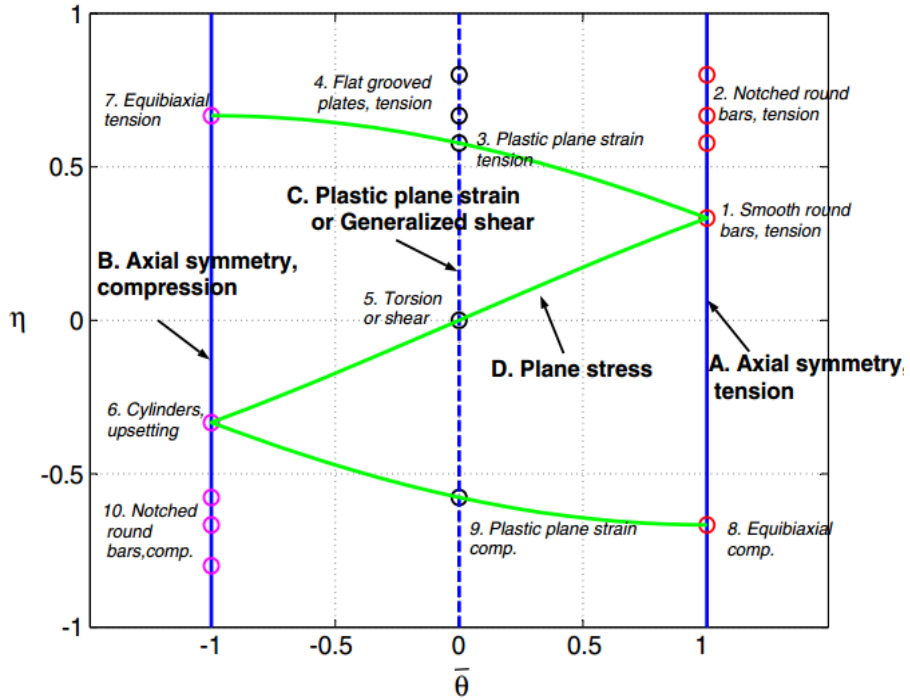 1
4. Flat grooved
plates, tension
7. Equibiaxial
tension
2. Notched round
bars, tension
0.5
3. Plastic plane strain
tension
C. Plastic plane strain
or Generalized shear
1. Smooth round
bars, tension
B. Axial symmetry,
compression
5. Torsion
or shear
η
0
D. Plane stress
A. Axial symmetry,
tension
6. Cylinders,
upsetting
-0.5
10. Notched
round
bars,comp.
9. Plastic plane strain
comp.
8. Equibiaxial
comp.
-1
-1
-0.5
0
0.5
1
θ̄